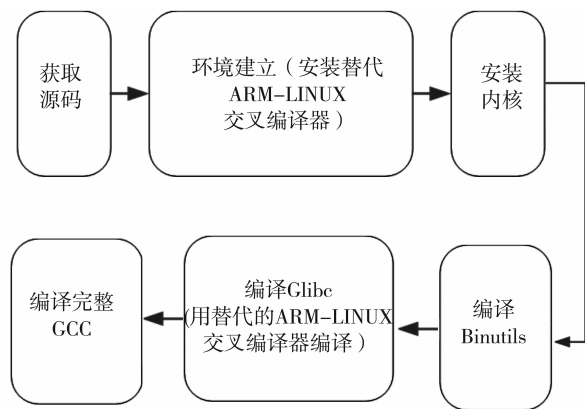 获取
源码
环境建立（安装替代
ARM-LINUX
交叉编译器）
安装
内核
编译
Binutils
编译Glibc
(用替代的ARM-LINUX
交叉编译器编译）
编译完整
GCC